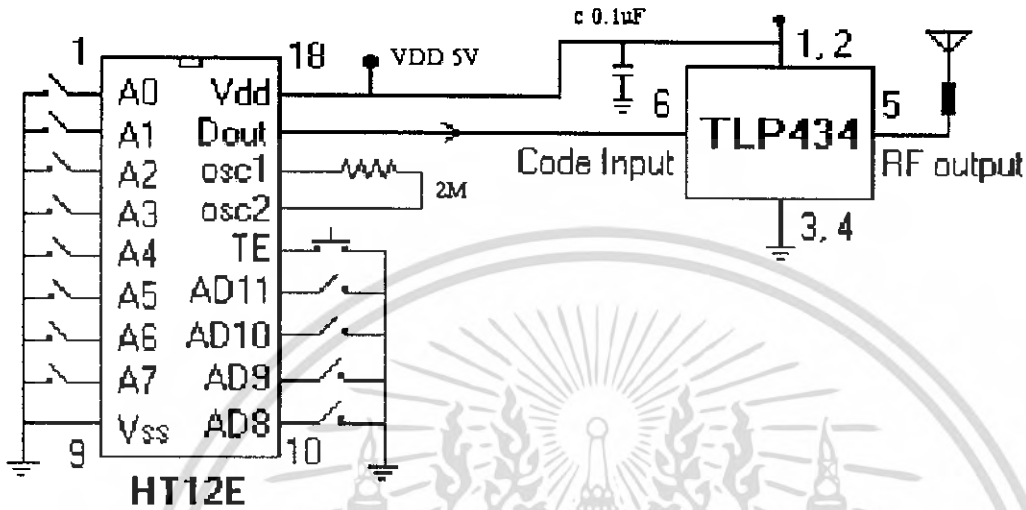 c 0.1uF
1 18 VDD 5V 1, 2
A0 Vdd 6 5
A1 Dout TLP434
A2 osc1 Code Input RF output
A3 osc2 2M
A4 TE 3, 4
A5 AD11
A6 AD10
A7 AD9
Vss AD8
9 10
HT12E